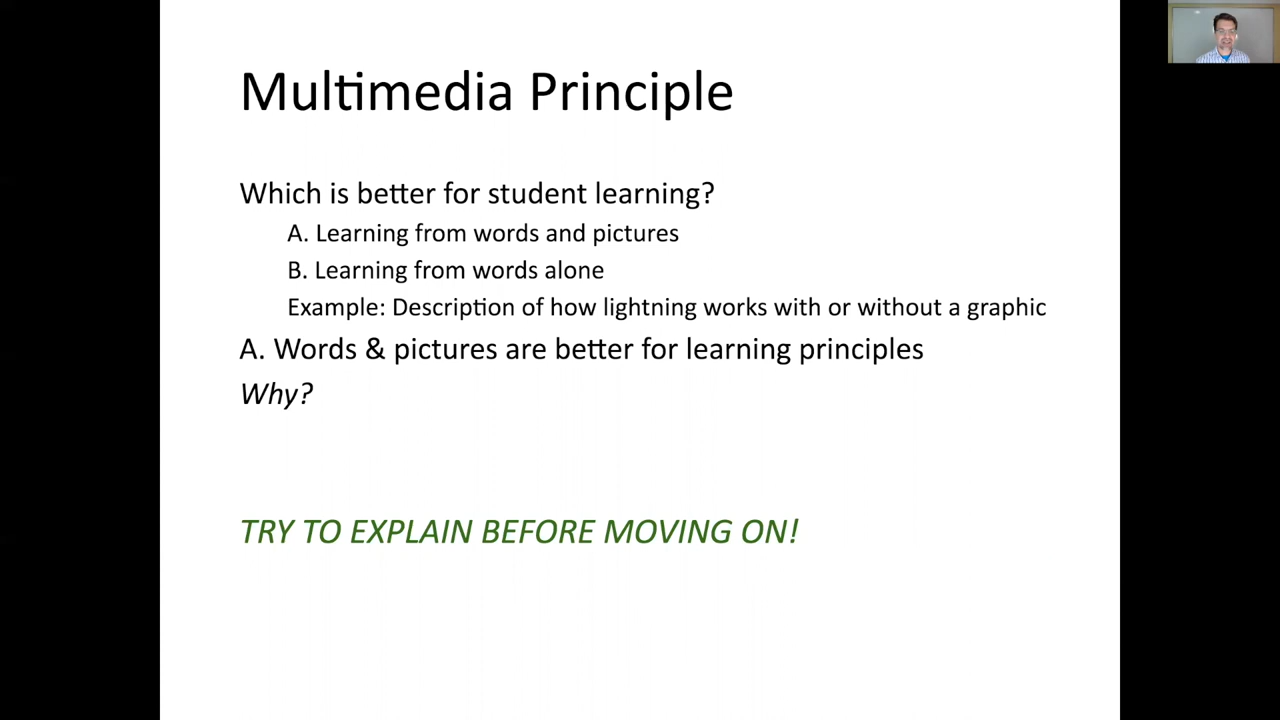 Multimedia Principle
Which is better for student learning?
A. Learning from words and pictures
B. Learning from words alone
Example: Description of how lightning works with or without a graphic
A. Words & pictures are better for learning principles
Why?
TRY TO EXPLAIN BEFORE MOVING ON!